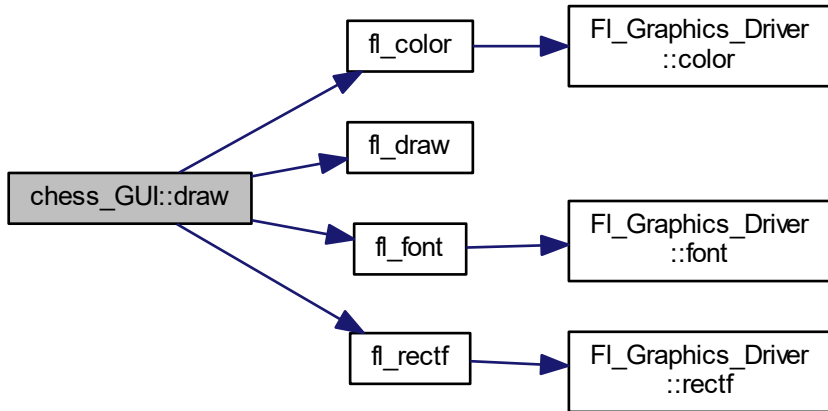 chess_GUI::draw
fl_color
Fl_Graphics_Driver
::color
fl_draw
fl_font
Fl_Graphics_Driver
::font
fl_rectf
Fl_Graphics_Driver
::rectf